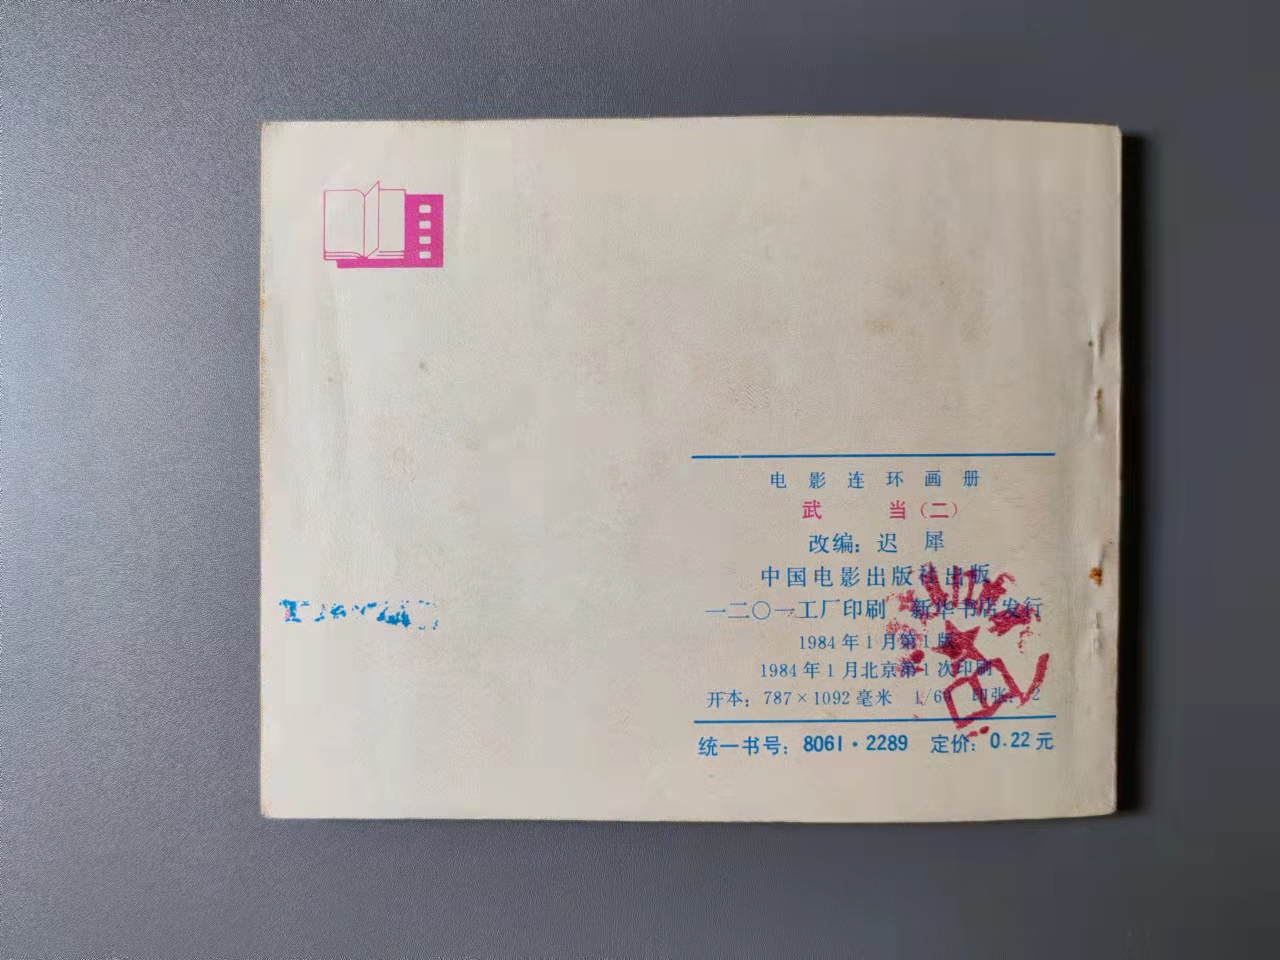 电影连环画册
武当（二）
改编：迟犀
中国电影出版社出版
一二〇一工厂印刷 新华书店发行
1984年1月第1版
1984年1月北京第1次印刷
开本：787×1092毫米 1/60 印张：2
统一书号：8061·2289 定价：0.22元